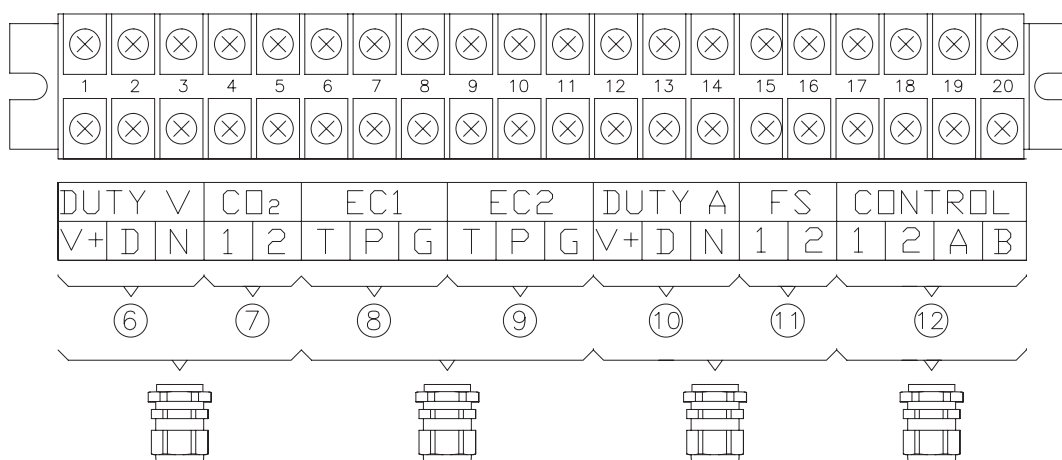 1 2 3 4 5 6 7 8 9 10 11 12 13 14 15 16 17 18 19 20
DUTY V CO₂ EC1 EC2 DUTY A FS CONTROL
V+ D N 1 2 T P G T P G V+ D N 1 2 1 2 A B
⑥ ⑦ ⑧ ⑨ ⑩ ⑪ ⑫